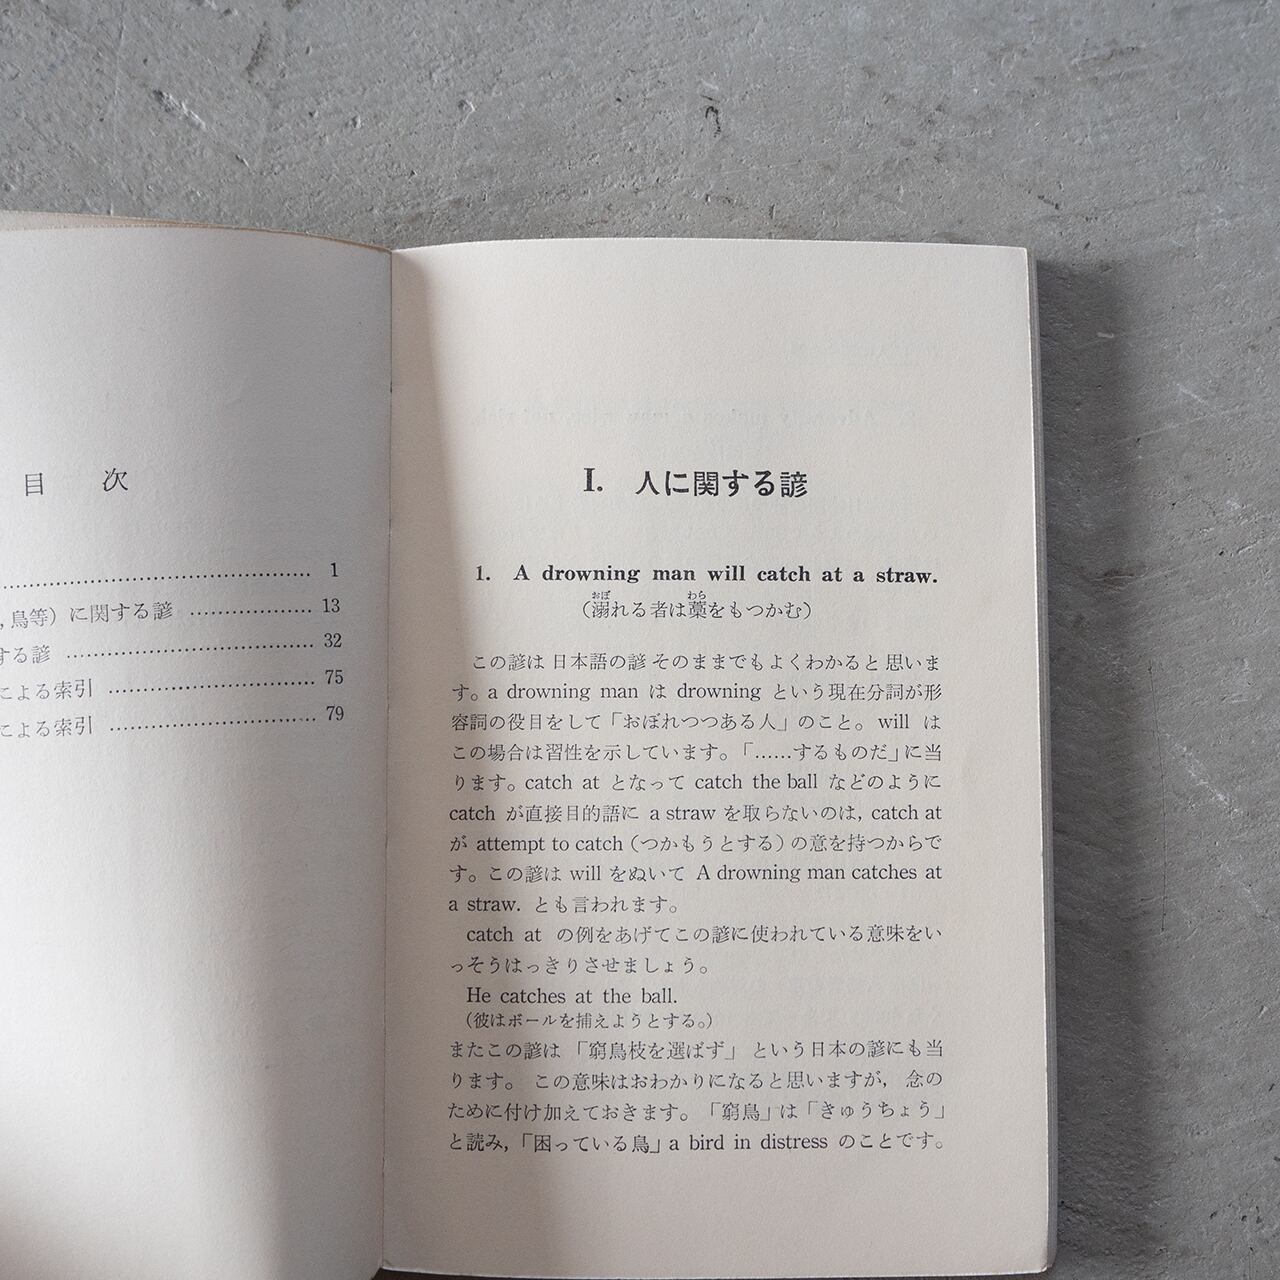 目 次
……………………………………… 1
, 鳥等) に関する諺 ……………… 13
する諺 ……………………………… 32
による索引 ………………………… 75
による索引 ………………………… 79
I. 人に関する諺
1. A drowning man will catch at a straw.
おぼ わら
(溺れる者は藁をもつかむ)
この諺は 日本語の諺 そのままでもよくわかると 思いま
す。a drowning man は drowning という現在分詞が形
容詞の役目をして「おぼれつつある人」のこと。 will は
この場合は習性を示しています。「……するものだ」に当
ります。catch at となって catch the ball などのように
catch が直接目的語に a straw を取らないのは, catch at
が attempt to catch (つかもうとする) の意を持つからで
す。この諺は will をぬいて A drowning man catches at
a straw. とも言われます。
catch at の例をあげてこの諺に使われている意味をい
っそうはっきりさせましょう。
He catches at the ball.
(彼はボールを捕えようとする。)
またこの諺は 「窮鳥枝を選ばず」 という日本の諺にも当
ります。 この意味はおわかりになると思いますが, 念の
ために付け加えておきます。「窮鳥」は「きゅうちょう」
と読み,「困っている鳥」a bird in distress のことです。